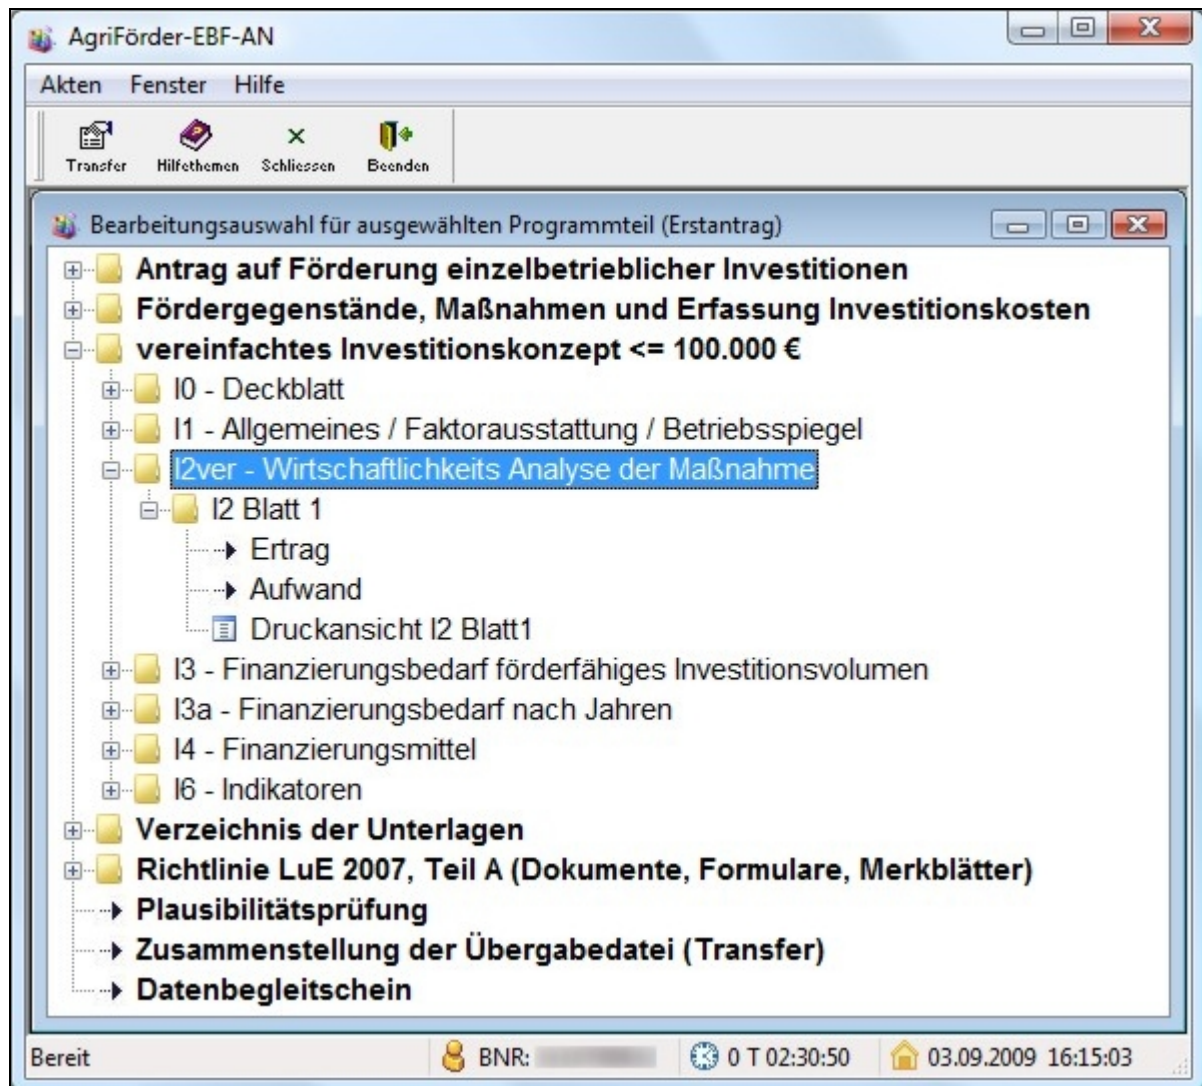 AgriFörder-EBF-AN
Akten Fenster Hilfe
Transfer Hilfethemen Schliessen Beenden
Bearbeitungsauswahl für ausgewählten Programmteil (Erstantrag)
Antrag auf Förderung einzelbetrieblicher Investitionen
Fördergegenstände, Maßnahmen und Erfassung Investitionskosten
vereinfachtes Investitionskonzept <= 100.000 €
I0 - Deckblatt
I1 - Allgemeines / Faktorausstattung / Betriebsspiegel
I2ver - Wirtschaftlichkeits Analyse der Maßnahme
I2 Blatt 1
Ertrag
Aufwand
Druckansicht I2 Blatt1
I3 - Finanzierungsbedarf förderfähiges Investitionsvolumen
I3a - Finanzierungsbedarf nach Jahren
I4 - Finanzierungsmittel
I6 - Indikatoren
Verzeichnis der Unterlagen
Richtlinie LuE 2007, Teil A (Dokumente, Formulare, Merkblätter)
Plausibilitätsprüfung
Zusammenstellung der Übergabedatei (Transfer)
Datenbegleitschein
Bereit BNR: 0 T 02:30:50 03.09.2009 16:15:03